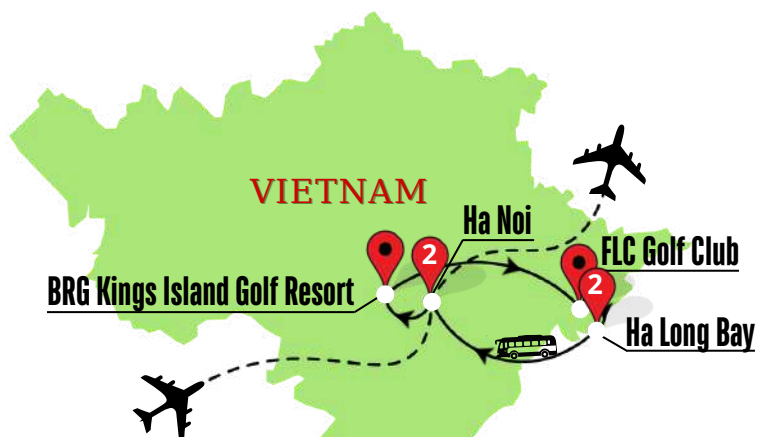 VIETNAM
Ha Noi
2
FLC Golf Club
BRG Kings Island Golf Resort
2
Ha Long Bay